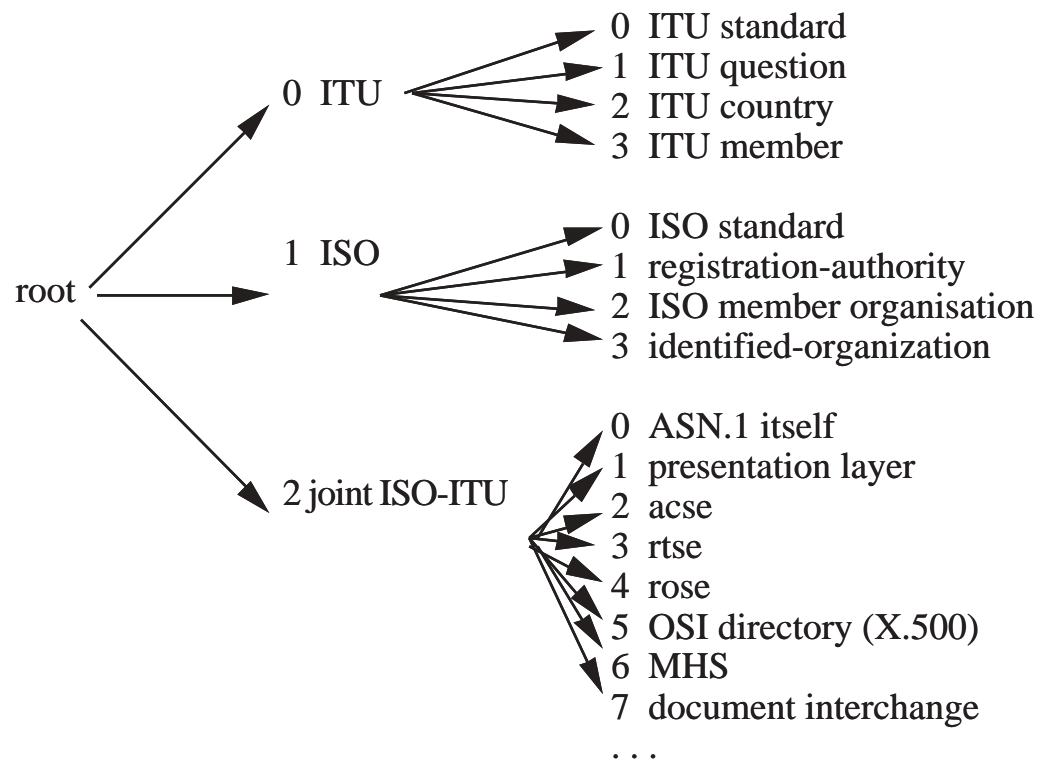 root
0 ITU
0 ITU standard
1 ITU question
2 ITU country
3 ITU member
1 ISO
0 ISO standard
1 registration-authority
2 ISO member organisation
3 identified-organization
2 joint ISO-ITU
0 ASN.1 itself
1 presentation layer
2 acse
3 rtse
4 rose
5 OSI directory (X.500)
6 MHS
7 document interchange
. . .